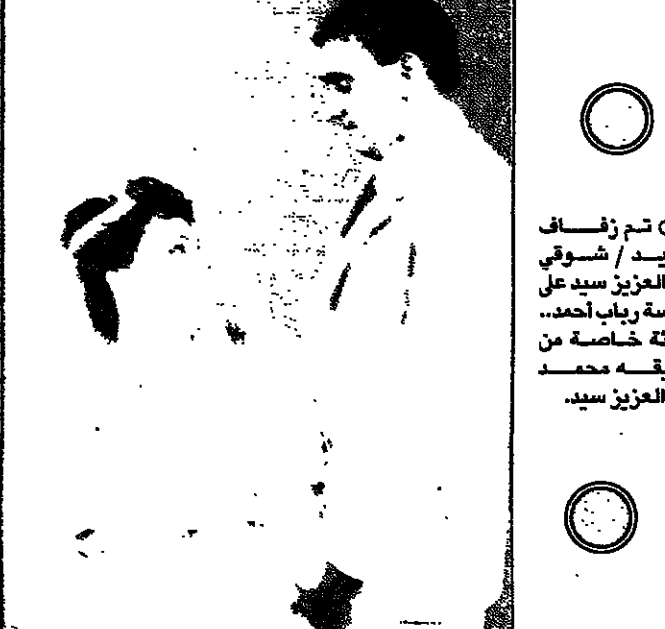 تم زفاف
/ شوقي
العزيز سيد على
رباب أحمد..
خاصة من
محمد
العزيز سيد.